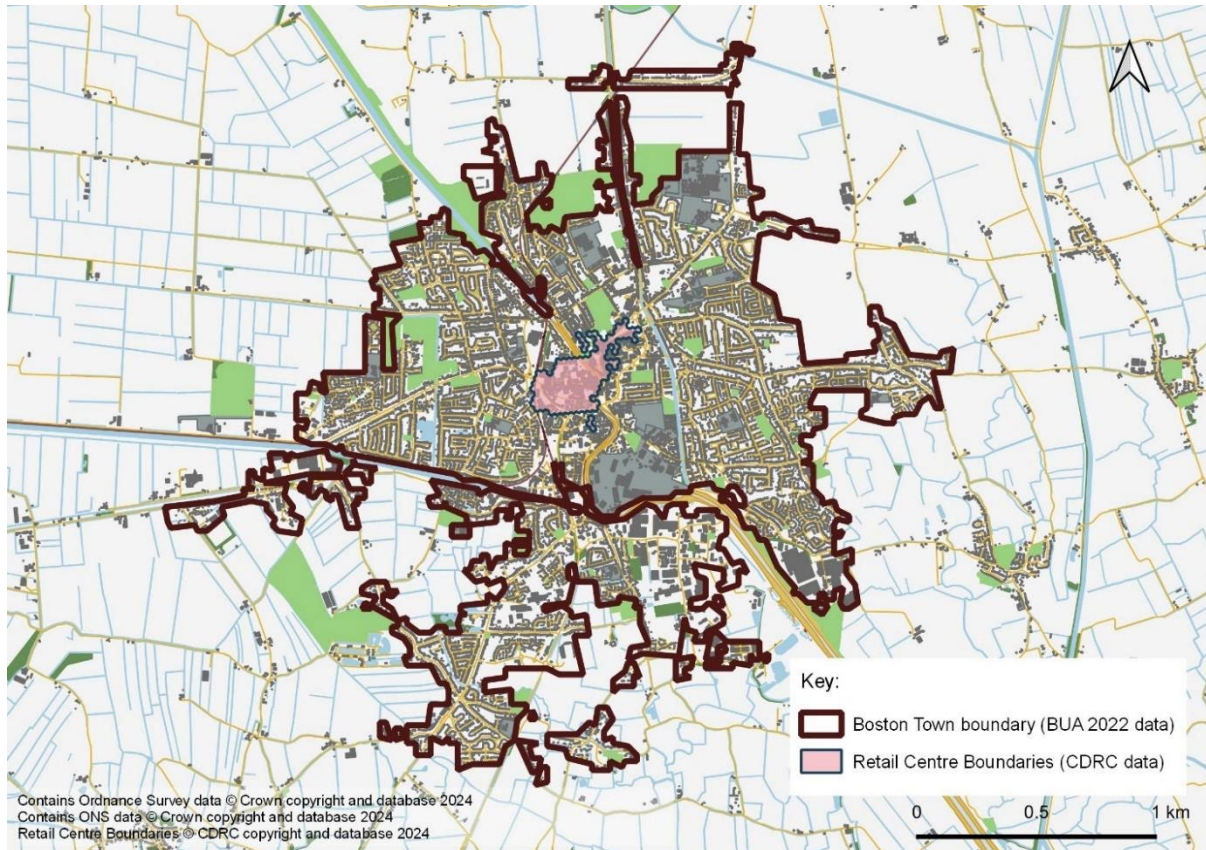 Key:
Boston Town boundary (BUA 2022 data)
Retail Centre Boundaries (CDRC data)
Contains Ordnance Survey data © Crown copyright and database 2024
Contains ONS data © Crown copyright and database 2024
Retail Centre Boundaries © CDRC copyright and database 2024
0 0.5 1 km